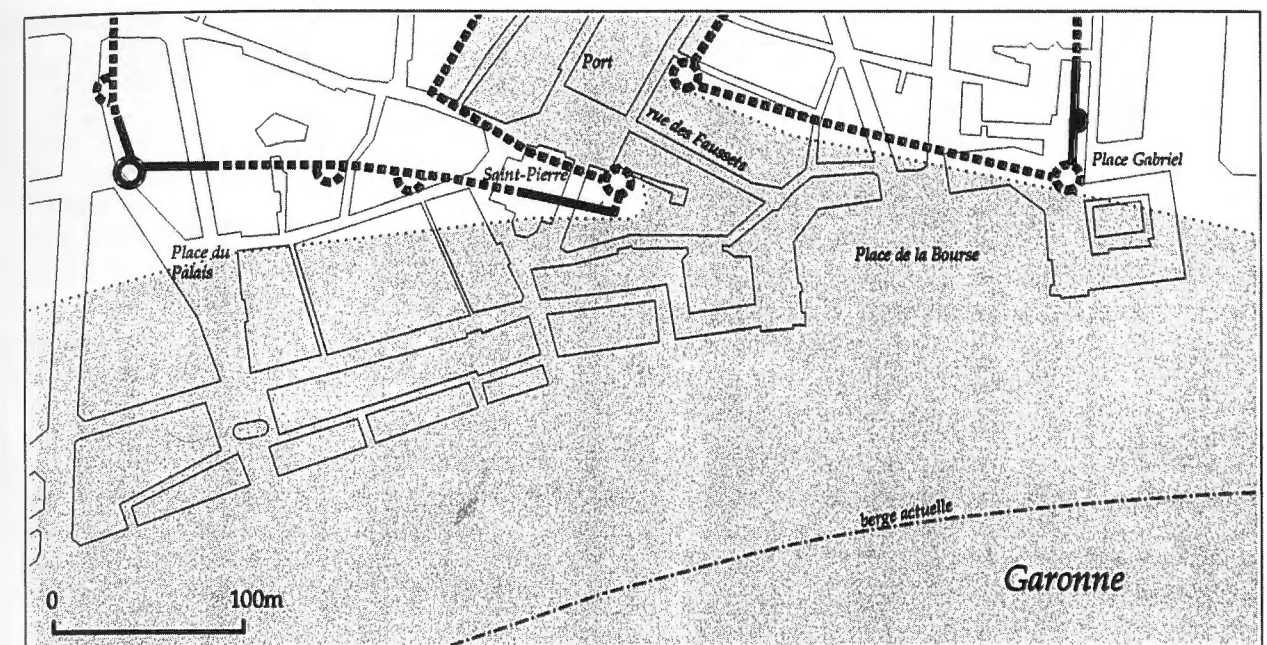 Port
rue des Faussets
Place Gabriel
Saint-Pierre
Place du
Palais
Place de la Bourse
berge actuelle
Garonne
0 100m